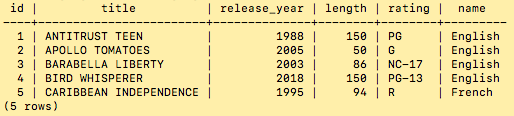 id | title | release_year | length | rating | name
----+------------------------+--------------+--------+--------+---------
1 | ANTITRUST TEEN | 1988 | 150 | PG | English
2 | APOLLO TOMATOES | 2005 | 50 | G | English
3 | BARABELLA LIBERTY | 2003 | 86 | NC-17 | English
4 | BIRD WHISPERER | 2018 | 150 | PG-13 | English
5 | CARIBBEAN INDEPENDENCE | 1995 | 94 | R | French
(5 rows)